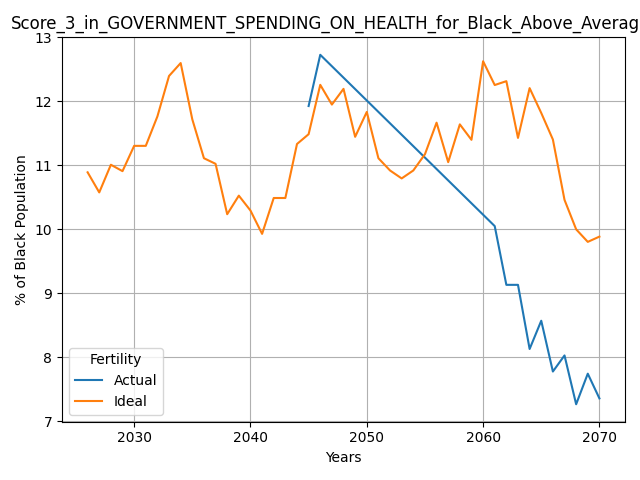 Score_3_in_GOVERNMENT_SPENDING_ON_HEALTH_for_Black_Above_Averag
13
12
11
10
9
8
7
% of Black Population
Fertility
Actual
Ideal
2030 2040 2050 2060 2070
Years